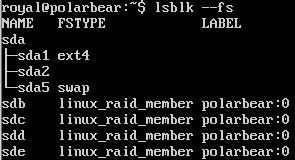 royal@polarbear:~$ lsblk --fs
NAME   FSTYPE            LABEL
sda
├─sda1 ext4
├─sda2
└─sda5 swap
sdb    linux_raid_member polarbear:0
sdc    linux_raid_member polarbear:0
sdd    linux_raid_member polarbear:0
sde    linux_raid_member polarbear:0